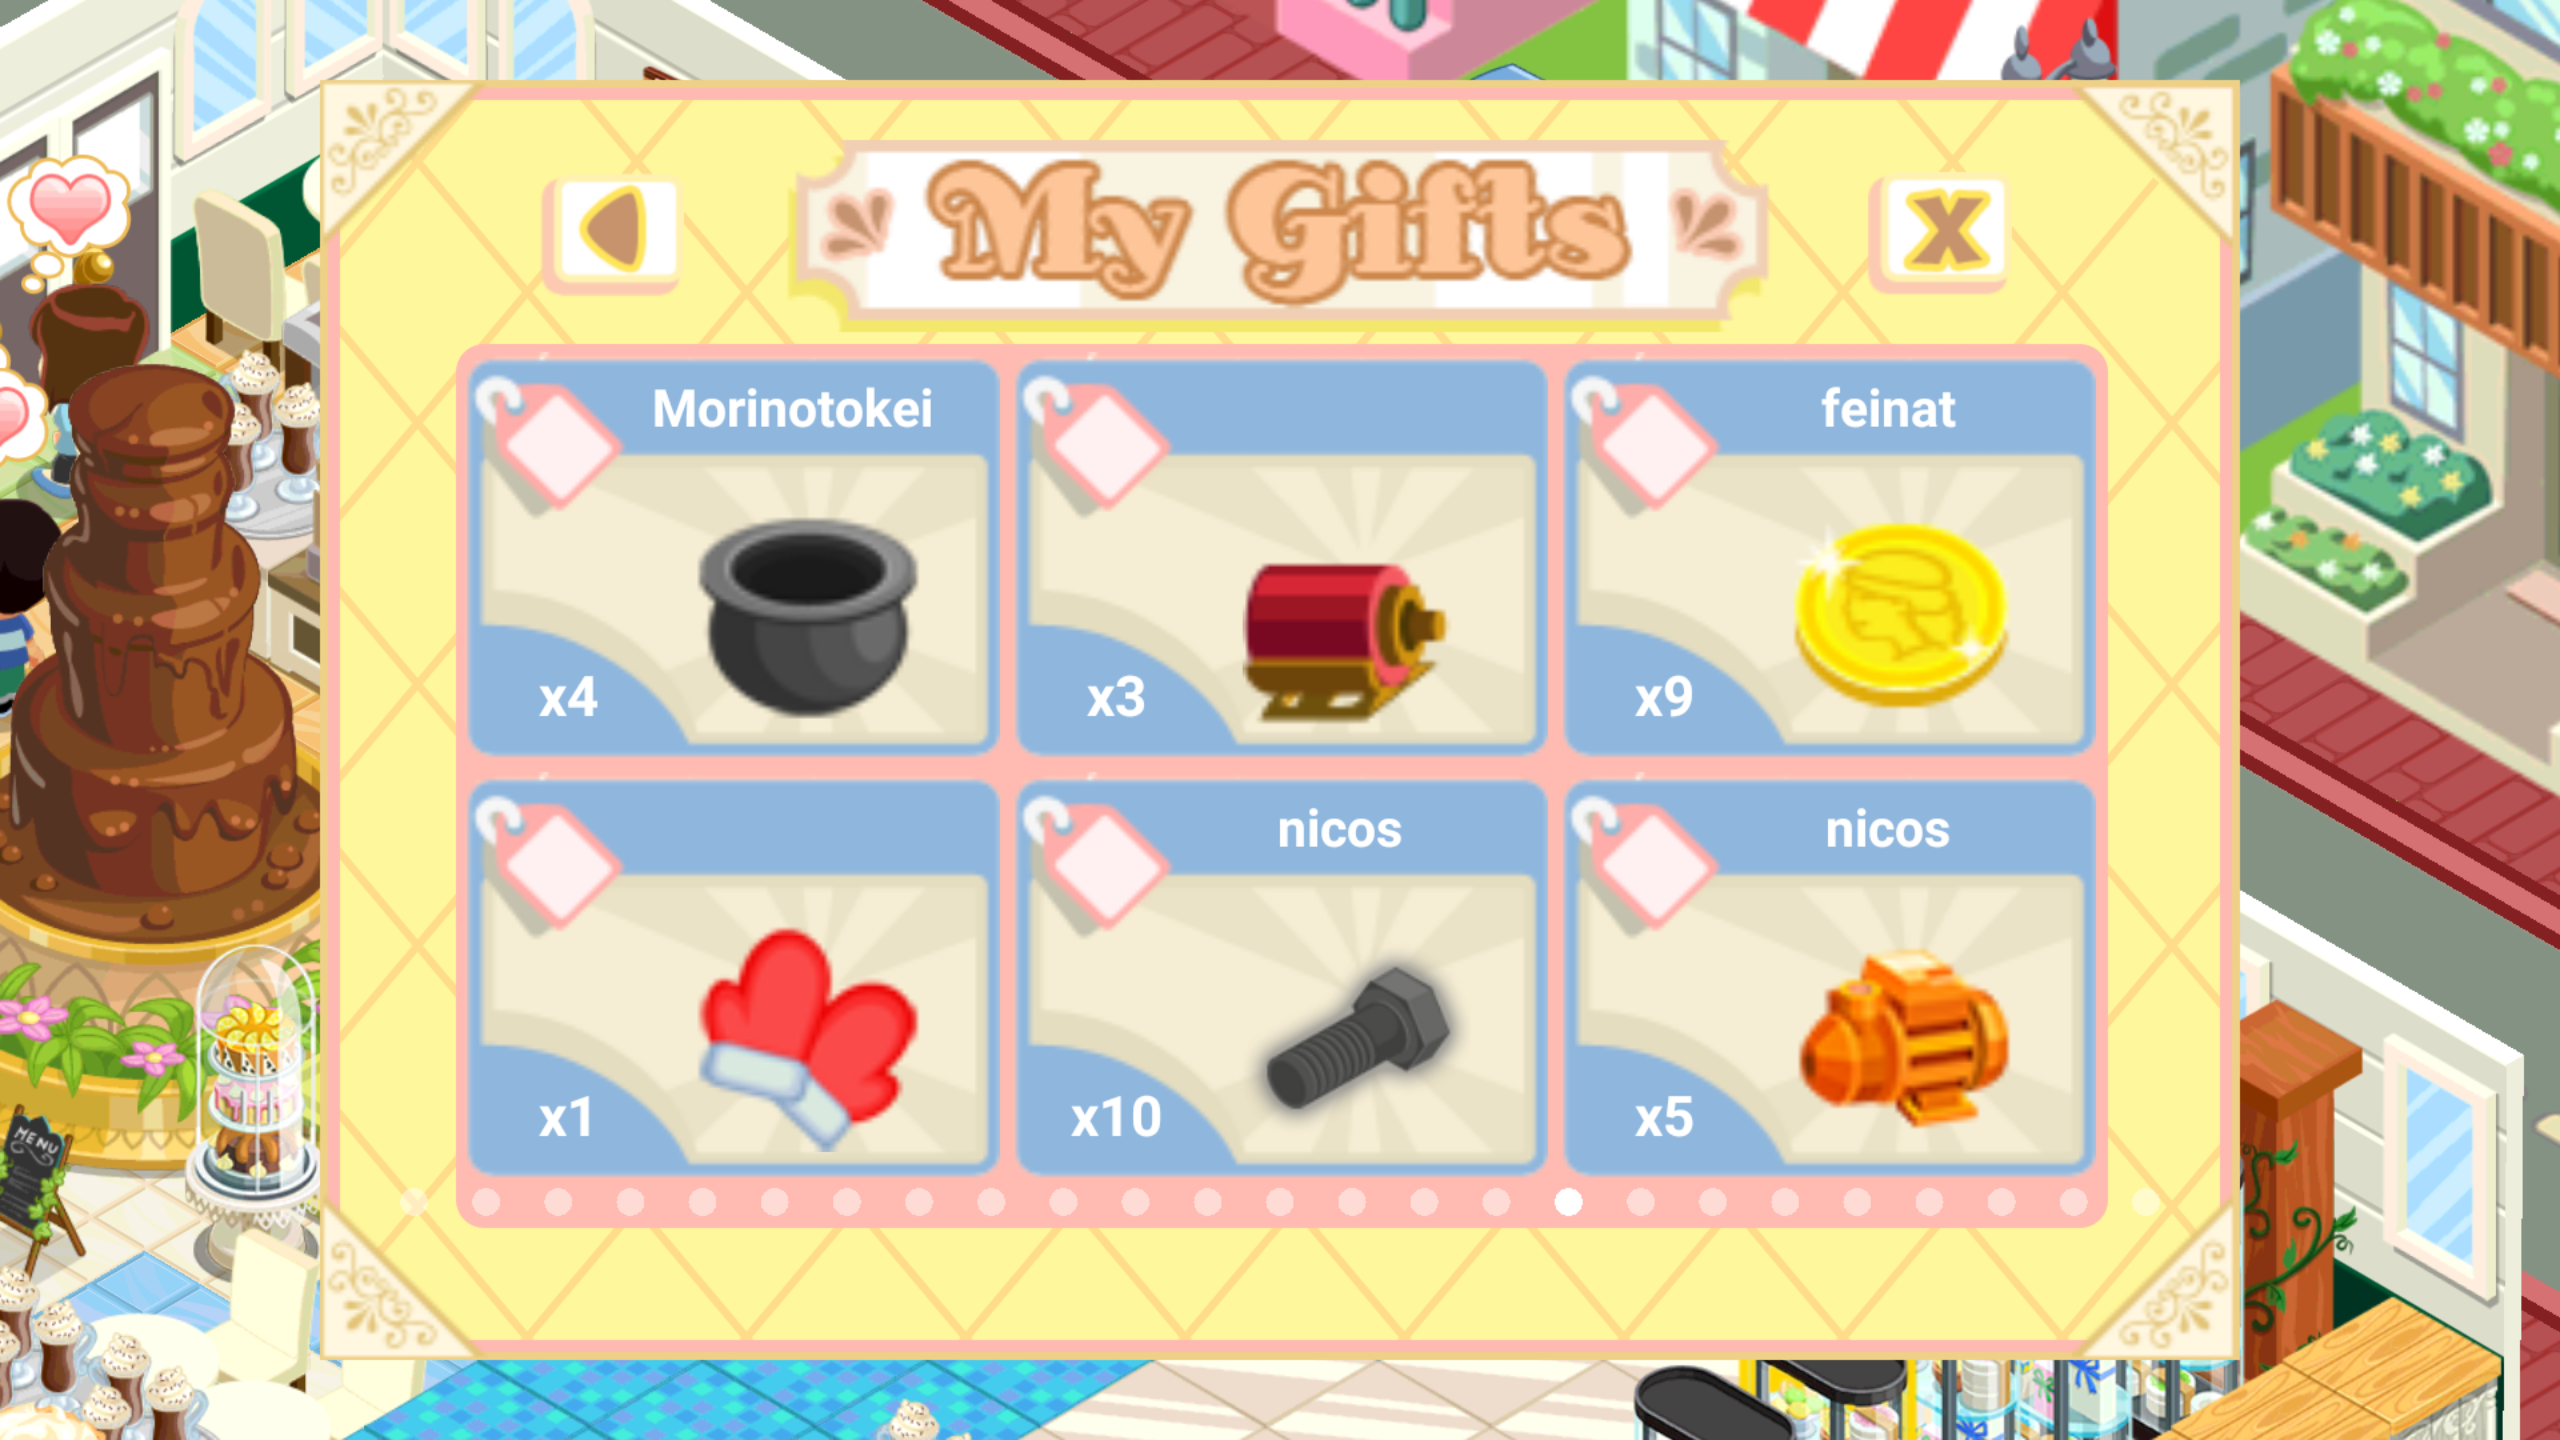 My Gifts
X
Morinotokei
feinat
x4
x3
x9
nicos
nicos
x1
x10
x5
MENU